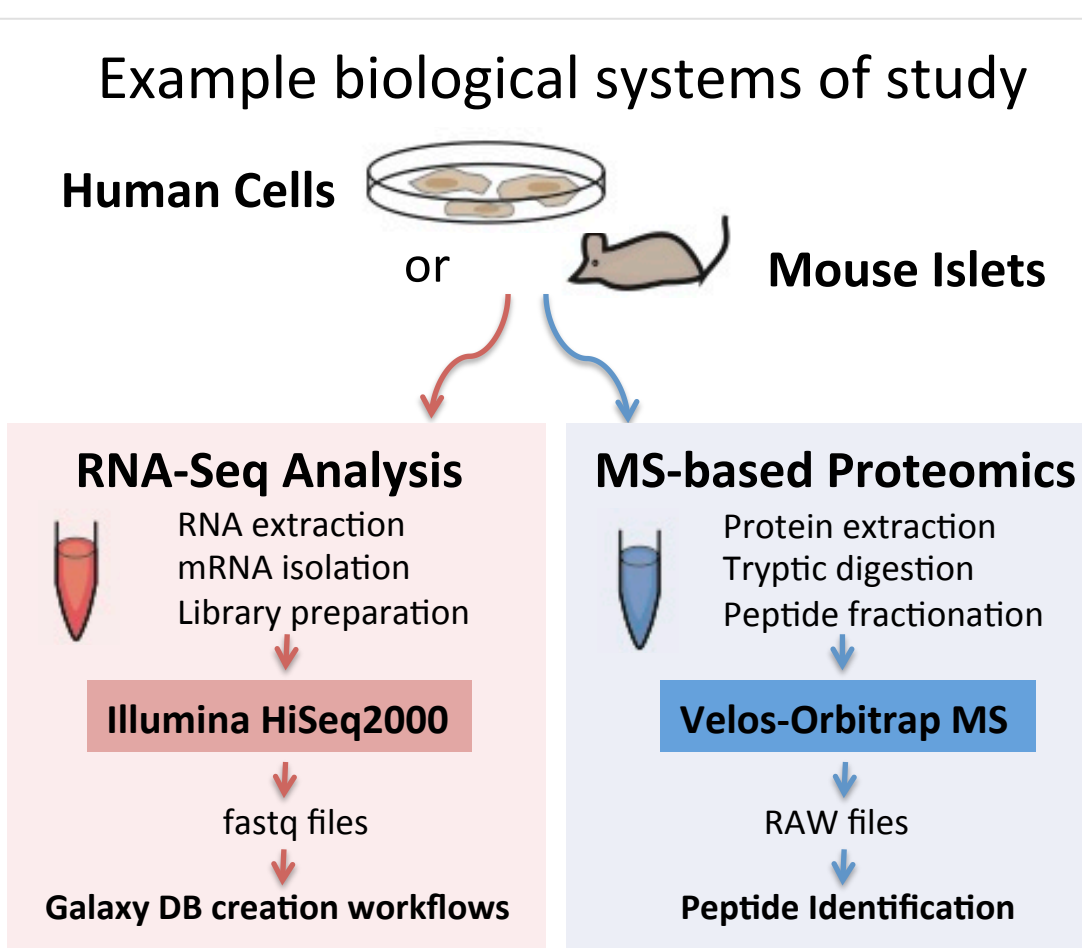 Example biological systems of study
Human Cells
or
Mouse Islets
RNA-Seq Analysis
RNA extraction
mRNA isolation
Library preparation
Illumina HiSeq2000
fastq files
Galaxy DB creation workflows
MS-based Proteomics
Protein extraction
Tryptic digestion
Peptide fractionation
Velos-Orbitrap MS
RAW files
Peptide Identification